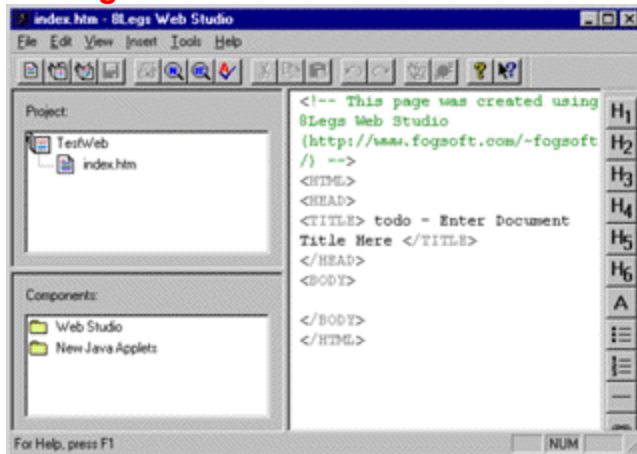 index.htm - 8Legs Web Studio
File Edit View Insert Tools Help
Project:
TestWeb
index.htm
Components:
Web Studio
New Java Applets
<!-- This page was created using
8Legs Web Studio
(http://www.fogsoft.com/~fogsoft
/) -->
<HTML>
<HEAD>
<TITLE> todo - Enter Document
Title Here </TITLE>
</HEAD>
<BODY>
</BODY>
</HTML>
H1
H2
H3
H4
H5
H6
A
For Help, press F1
NUM